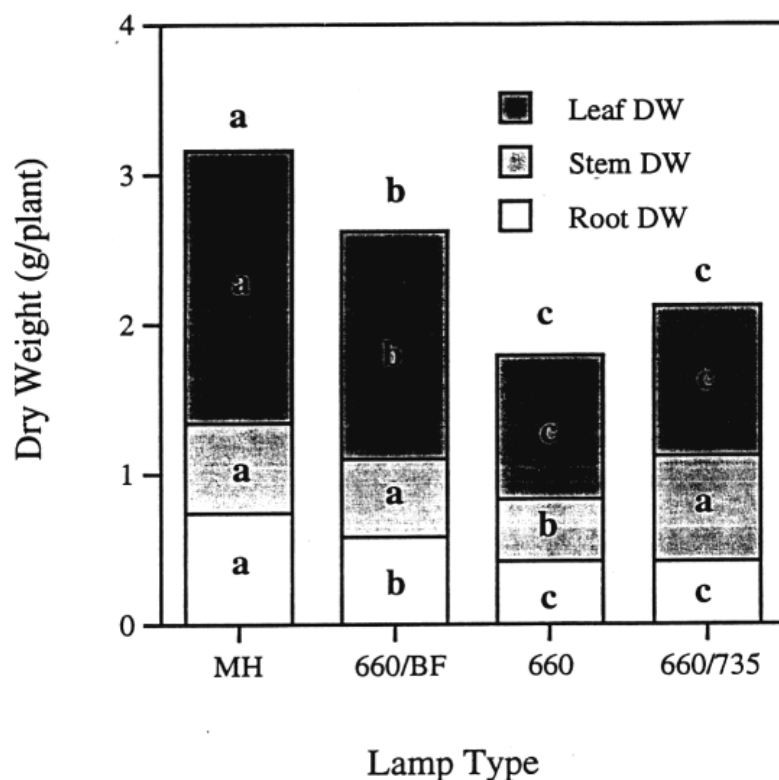 4
a
Leaf DW
3
b
Stem DW
Root DW
c
a
c
2
b
c
c
1
a
a
b
a
a
b
c
c
0
MH 660/BF 660 660/735
Dry Weight (g/plant)
Lamp Type